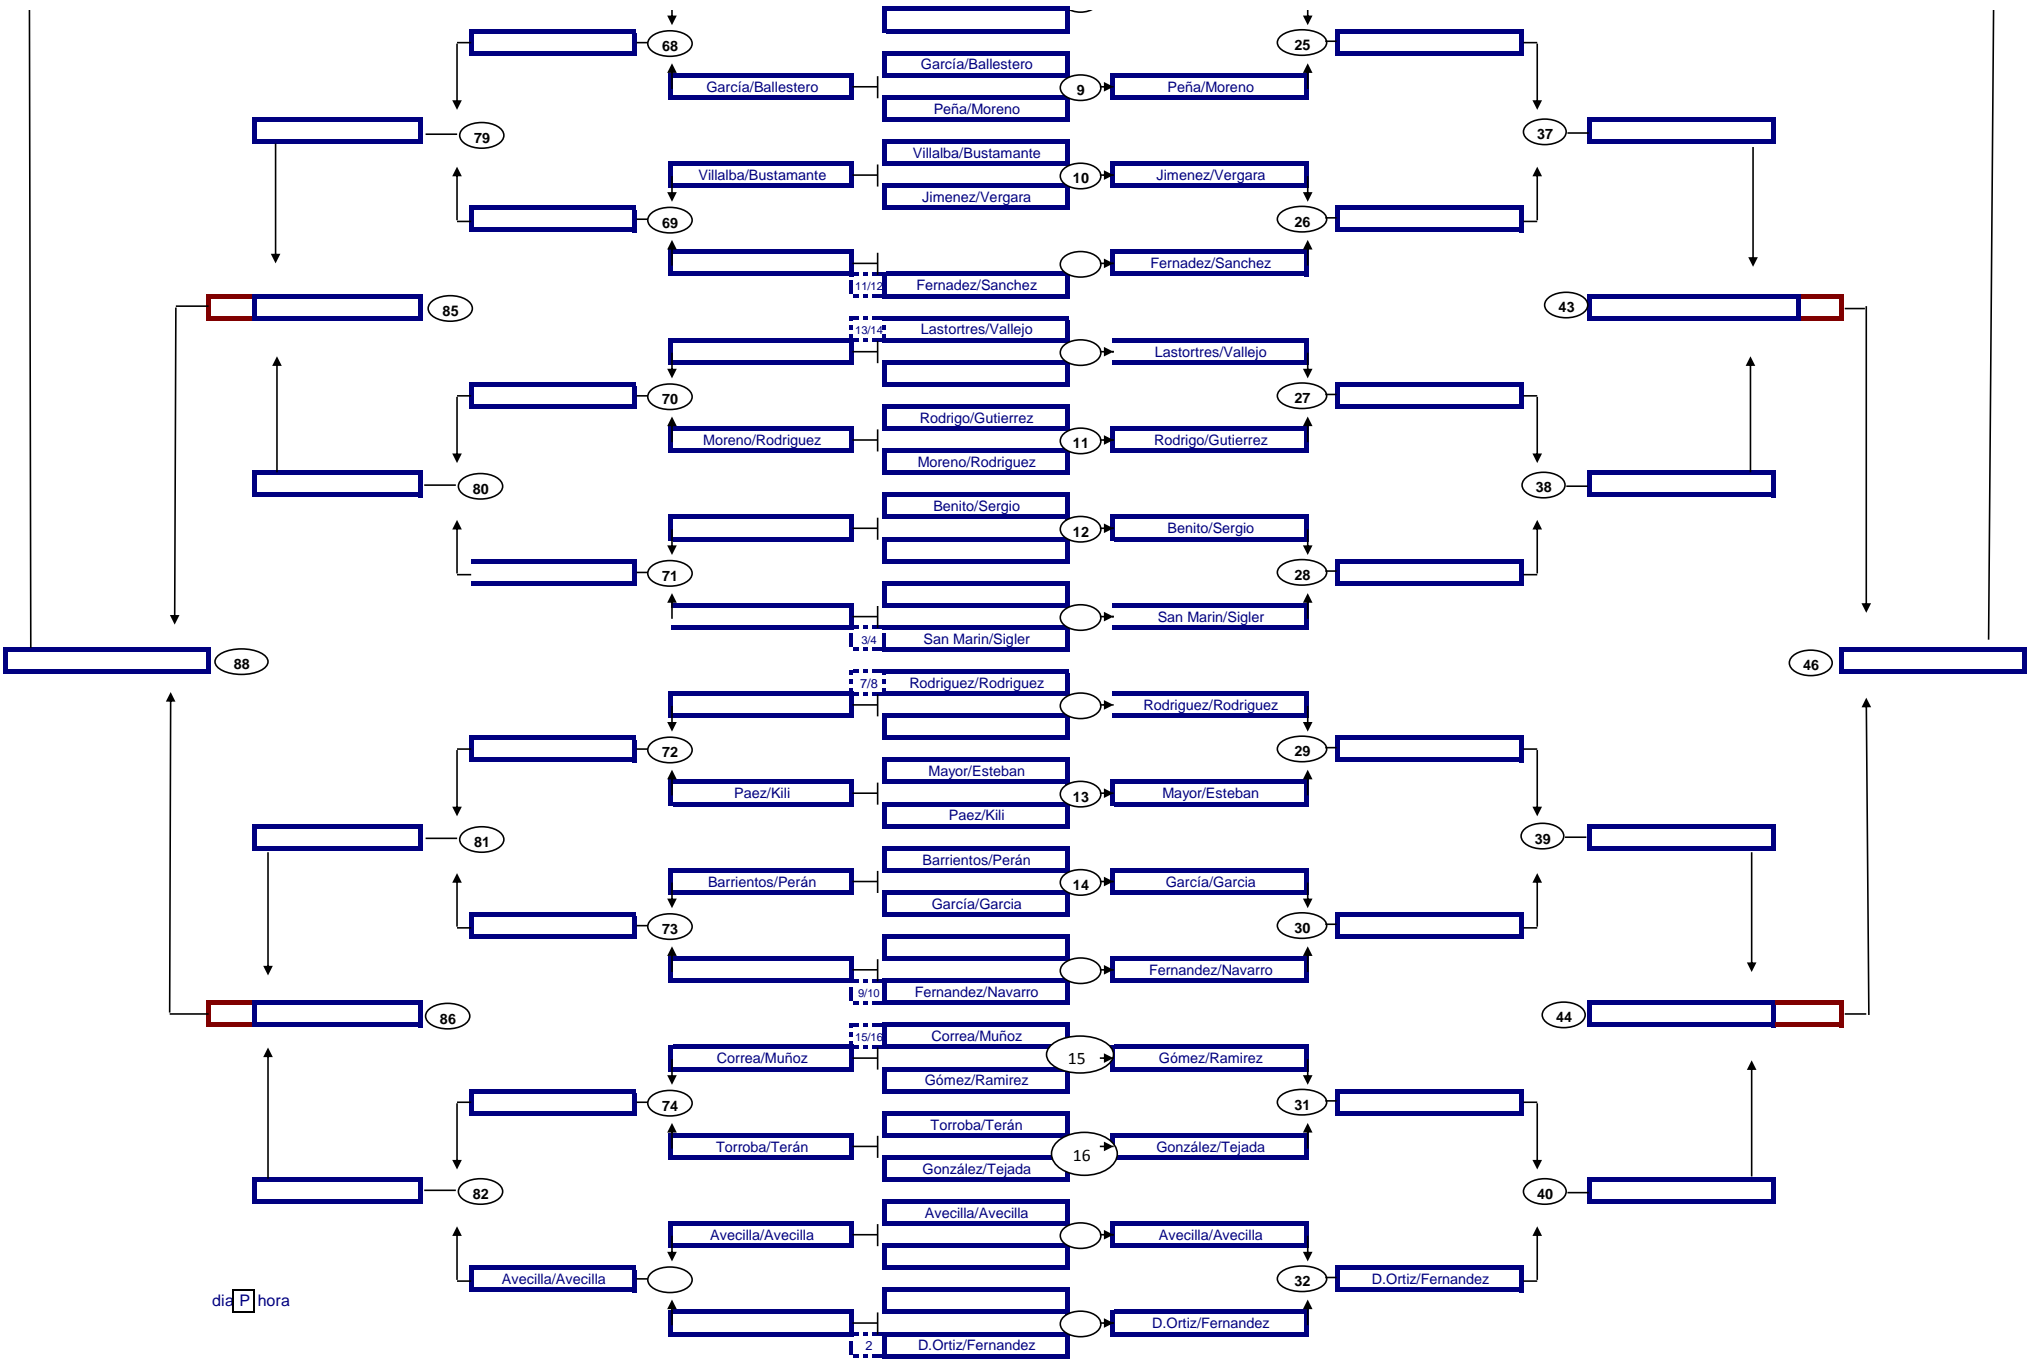 68
25
García/Ballestero
García/Ballestero
9
Peña/Moreno
Peña/Moreno
79
37
Villalba/Bustamante
Villalba/Bustamante
10
Jimenez/Vergara
Jimenez/Vergara
69
26
Fernadez/Sanchez
11/12
Fernadez/Sanchez
85
43
13/14
Lastortres/Vallejo
Lastortres/Vallejo
70
27
Rodrigo/Gutierrez
Moreno/Rodriguez
11
Rodrigo/Gutierrez
Moreno/Rodriguez
80
38
Benito/Sergio
12
Benito/Sergio
71
28
San Marin/Sigler
3/4
San Marin/Sigler
88
46
7/8
Rodriguez/Rodriguez
Rodriguez/Rodriguez
72
29
Mayor/Esteban
Paez/Kili
13
Mayor/Esteban
Paez/Kili
81
39
Barrientos/Perán
Barrientos/Perán
14
García/Garcia
García/Garcia
73
30
Fernandez/Navarro
9/10
Fernandez/Navarro
86
44
15/16
Correa/Muñoz
Correa/Muñoz
15
Gómez/Ramirez
Gómez/Ramirez
74
31
Torroba/Terán
Torroba/Terán
16
González/Tejada
González/Tejada
82
40
Avecilla/Avecilla
Avecilla/Avecilla
Avecilla/Avecilla
Avecilla/Avecilla
32
D.Ortiz/Fernandez
dia P hora
D.Ortiz/Fernandez
2
D.Ortiz/Fernandez